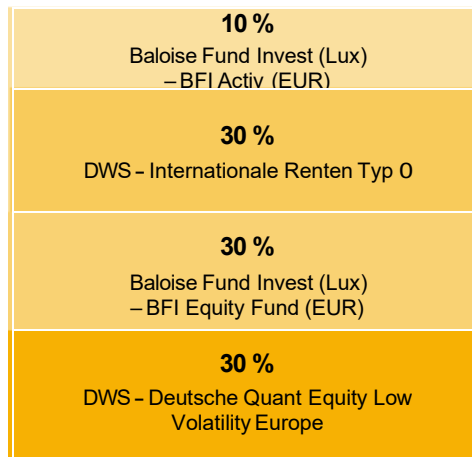 10 %
Baloise Fund Invest (Lux)
– BFI Activ (EUR)
30 %
DWS – Internationale Renten Typ O
30 %
Baloise Fund Invest (Lux)
– BFI Equity Fund (EUR)
30 %
DWS – Deutsche Quant Equity Low
Volatility Europe